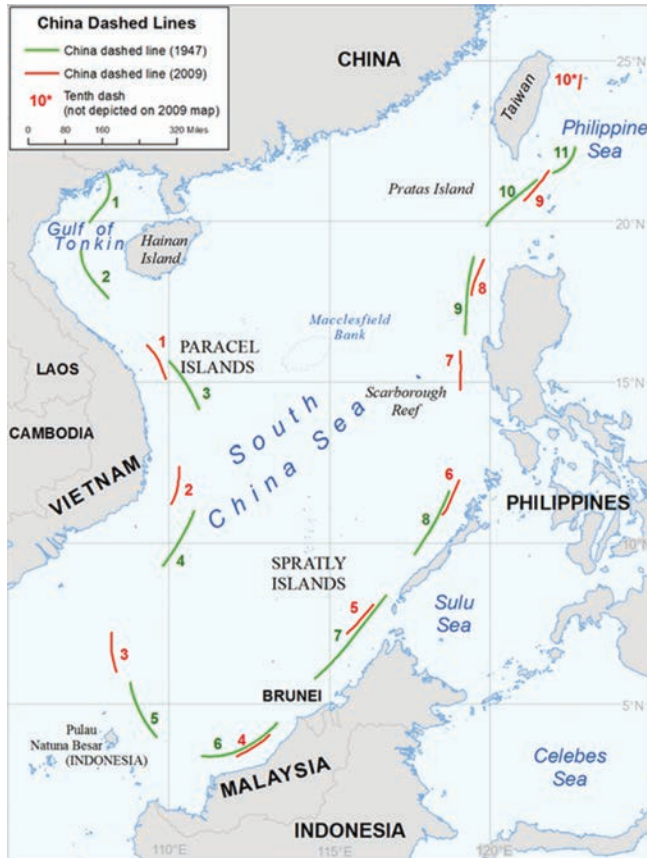 China Dashed Lines
China dashed line (1947)
China dashed line (2009)
10* Tenth dash
(not depicted on 2009 map)
0 80 160 320 Miles
CHINA
25°N
10*
Taiwan
Philippine
Sea
11
10
9
Pratas Island
20°N
1
Gulf of
Tonkin
Hainan
Island
2
8
9
Macclesfield
Bank
1
PARACEL
ISLANDS
7
3
LAOS
Scarborough
Reef
15°N
CAMBODIA
South
China Sea
VIETNAM
2
6
PHILIPPINES
8
4
10°N
SPRATLY
ISLANDS
5
Sulu
Sea
7
3
BRUNEI
5°N
5
Pulau
Natuna Besar
(INDONESIA)
6
4
MALAYSIA
Celebes
Sea
INDONESIA
110°E
115°E
120°E